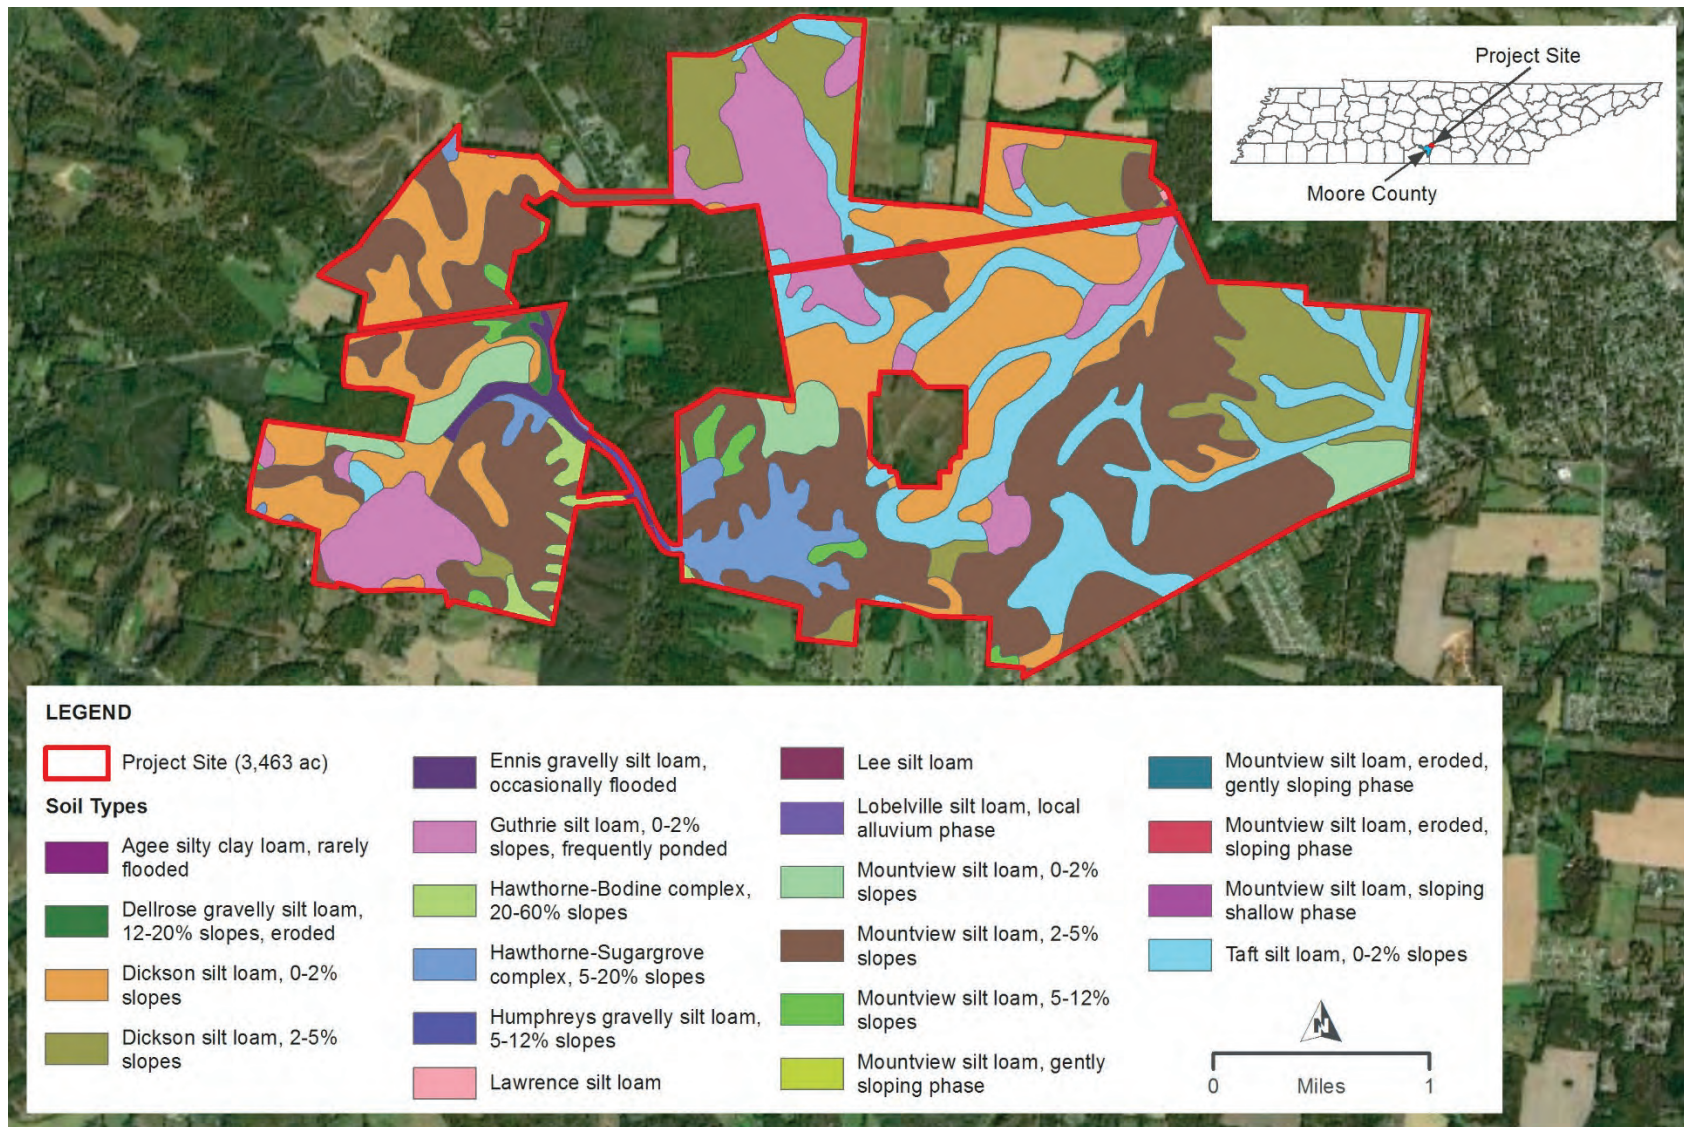 Project Site
Moore County
LEGEND
Project Site (3,463 ac)
Soil Types
Agee silty clay loam, rarely
flooded
Dellrose gravelly silt loam,
12-20% slopes, eroded
Dickson silt loam, 0-2%
slopes
Dickson silt loam, 2-5%
slopes
Ennis gravelly silt loam,
occasionally flooded
Guthrie silt loam, 0-2%
slopes, frequently ponded
Hawthorne-Bodine complex,
20-60% slopes
Hawthorne-Sugargrove
complex, 5-20% slopes
Humphreys gravelly silt loam,
5-12% slopes
Lawrence silt loam
Lee silt loam
Lobelville silt loam, local
alluvium phase
Mountview silt loam, 0-2%
slopes
Mountview silt loam, 2-5%
slopes
Mountview silt loam, 5-12%
slopes
Mountview silt loam, gently
sloping phase
Mountview silt loam, eroded,
gently sloping phase
Mountview silt loam, eroded,
sloping phase
Mountview silt loam, sloping
shallow phase
Taft silt loam, 0-2% slopes
N
0 Miles 1